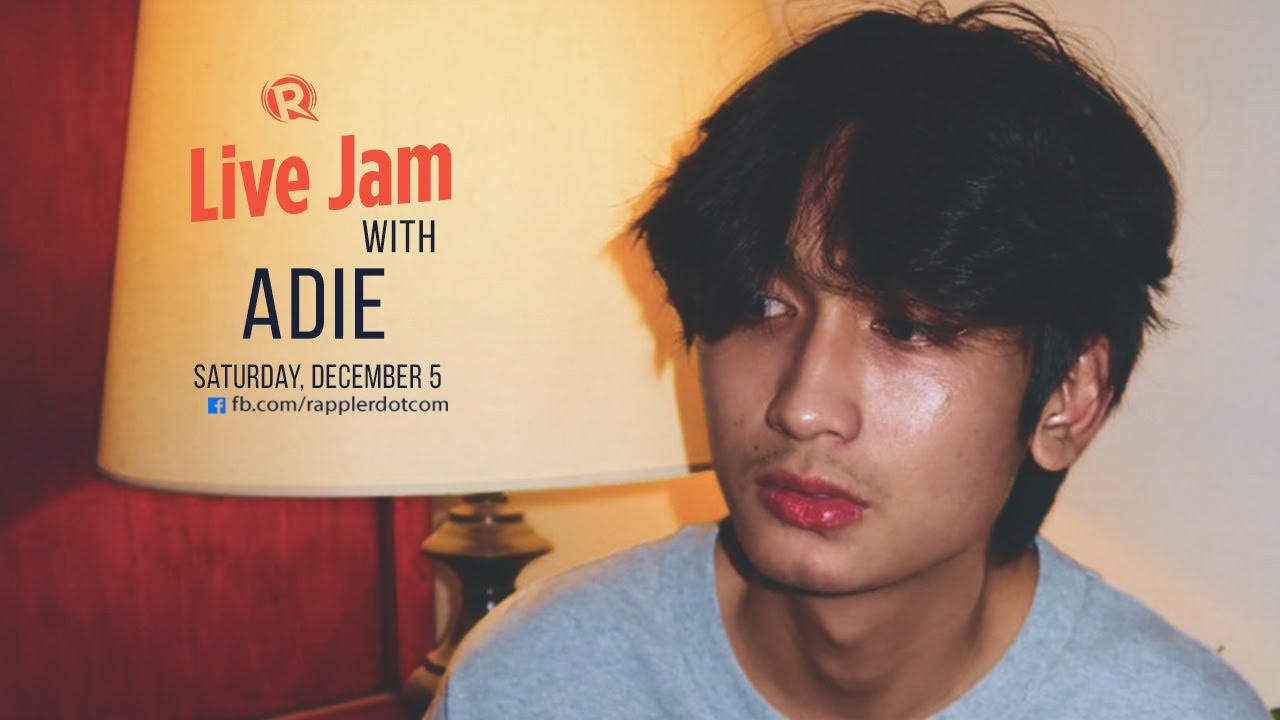 R
Live Jam
WITH
ADIE
SATURDAY, DECEMBER 5
fb.com/rapplerdotcom